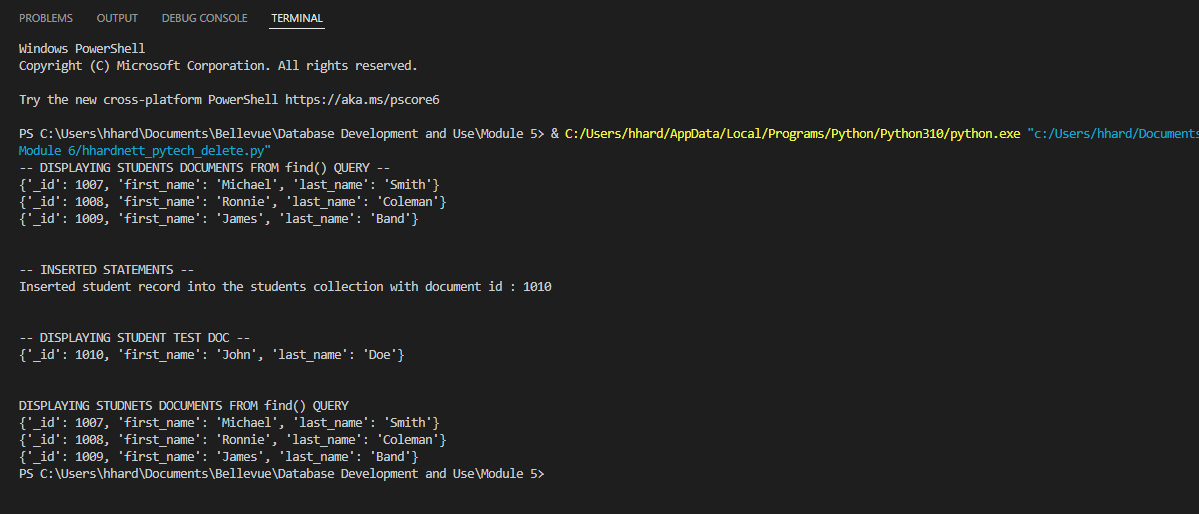 PROBLEMS OUTPUT DEBUG CONSOLE TERMINAL
Windows PowerShell
Copyright (C) Microsoft Corporation. All rights reserved.
Try the new cross-platform PowerShell https://aka.ms/pscore6
PS C:\Users\hhard\Documents\Bellevue\Database Development and Use\Module 5> & C:/Users/hhard/AppData/Local/Programs/Python/Python310/python.exe "c:/Users/hhard/Documents
Module 6/hhardnett_pytech_delete.py"
-- DISPLAYING STUDENTS DOCUMENTS FROM find() QUERY --
{'_id': 1007, 'first_name': 'Michael', 'last_name': 'Smith'}
{'_id': 1008, 'first_name': 'Ronnie', 'last_name': 'Coleman'}
{'_id': 1009, 'first_name': 'James', 'last_name': 'Band'}
-- INSERTED STATEMENTS --
Inserted student record into the students collection with document id : 1010
-- DISPLAYING STUDENT TEST DOC --
{'_id': 1010, 'first_name': 'John', 'last_name': 'Doe'}
DISPLAYING STUDNETS DOCUMENTS FROM find() QUERY
{'_id': 1007, 'first_name': 'Michael', 'last_name': 'Smith'}
{'_id': 1008, 'first_name': 'Ronnie', 'last_name': 'Coleman'}
{'_id': 1009, 'first_name': 'James', 'last_name': 'Band'}
PS C:\Users\hhard\Documents\Bellevue\Database Development and Use\Module 5>